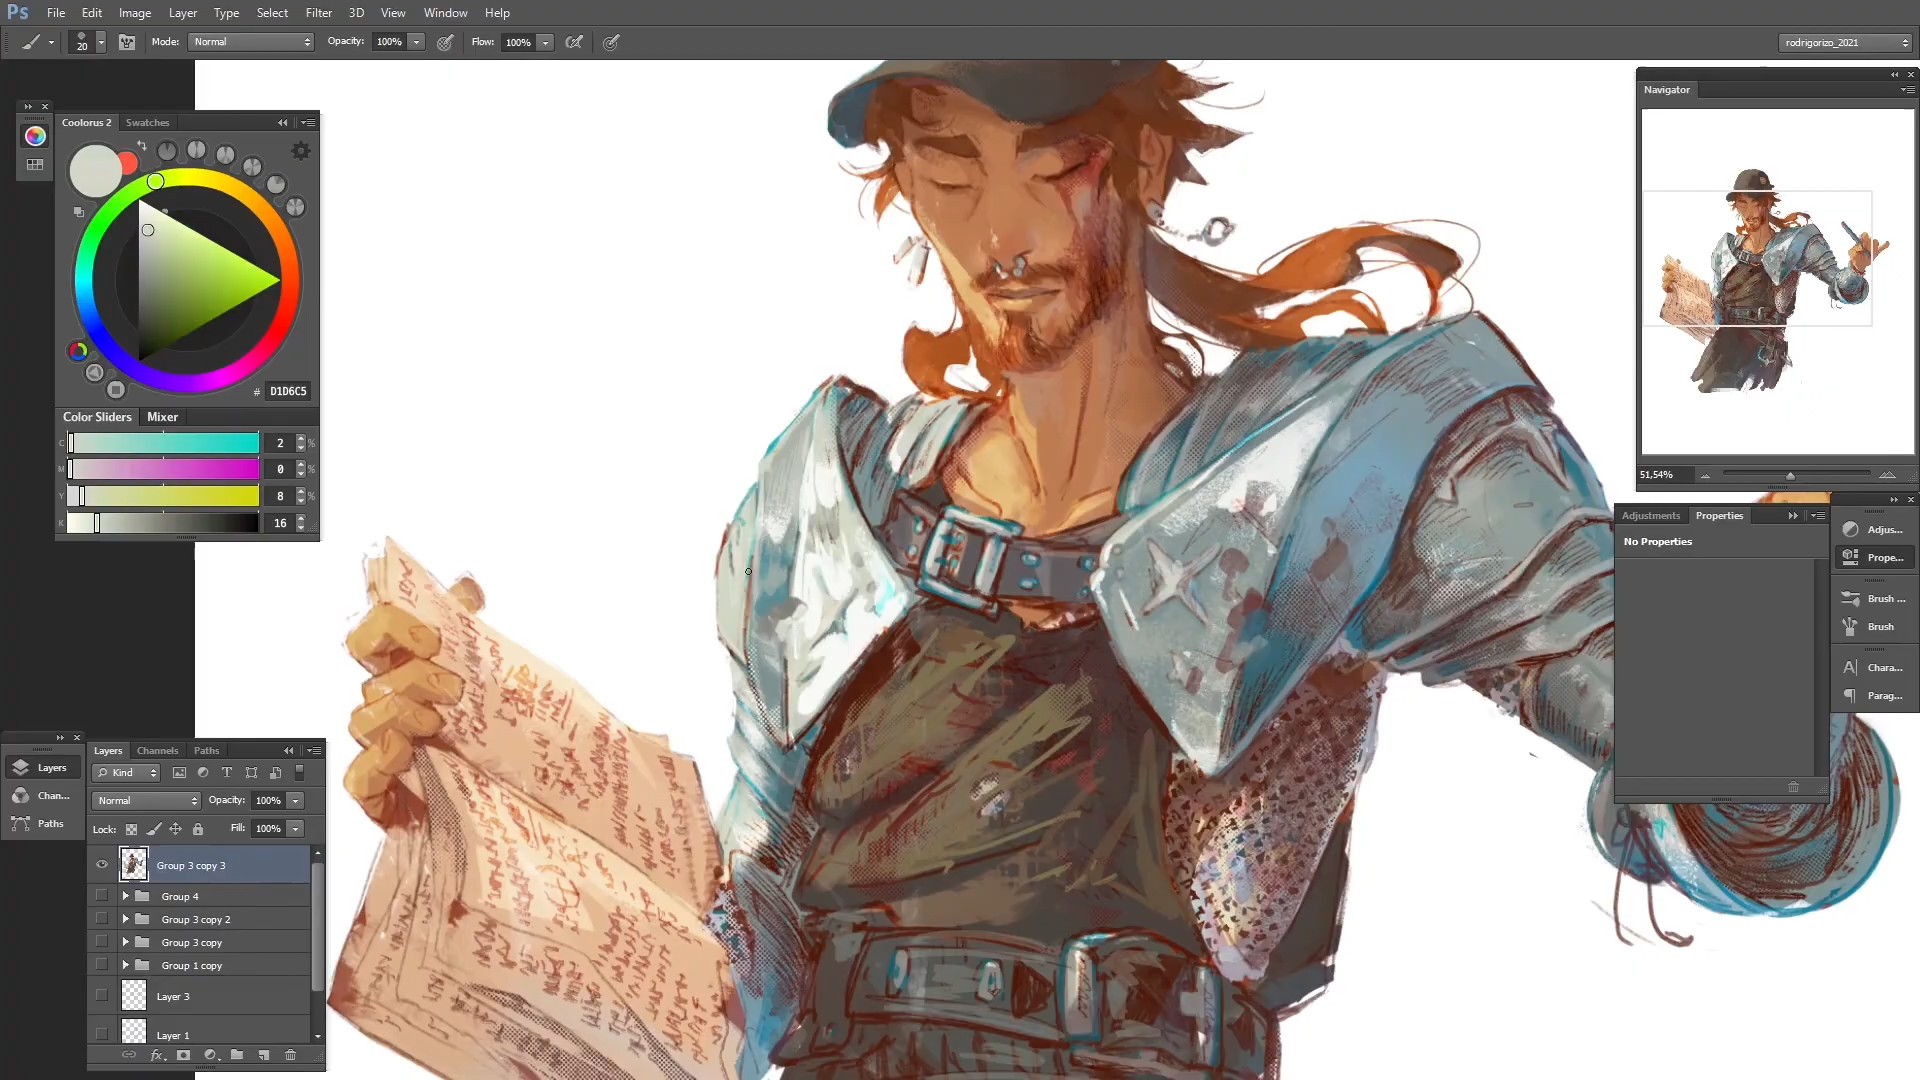 Ps File Edit Image Layer Type Select Filter 3D View Window Help
20 Mode: Normal Opacity: 100% Flow: 100% rodrigorizo_2021
Coolorus 2 Swatches
# D1D6C5
Color Sliders Mixer
C 2 %
M 0 %
Y 8 %
K 16 %
Layers
Chan...
Paths
Layers Channels Paths
Kind T
Normal Opacity: 100%
Lock: Fill: 100%
Group 3 copy 3
Group 4
Group 3 copy 2
Group 3 copy
Group 1 copy
Layer 3
Layer 1
fx
Navigator
51,54%
Adjustments Properties
No Properties
Adjus...
Prope...
Brush ...
Brush
A Chara...
Parag...